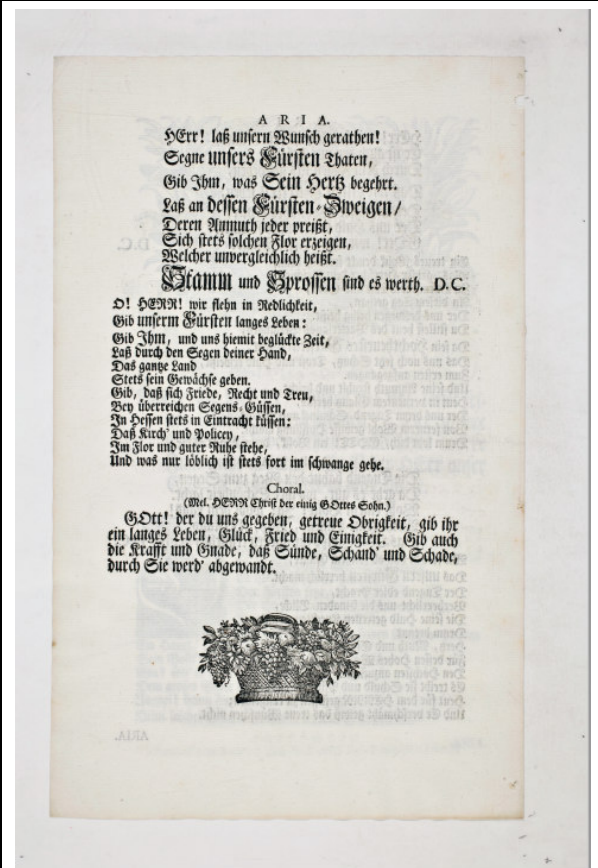 ARIA.
HErr! laß unsern Wunsch gerathen!
Segne unsers Fürsten Thaten,
Gib Ihm, was Sein Hertz begehrt.
Laß an dessen Fürsten-Zweigen/
Deren Anmuth jeder preißt,
Sich stets solchen Flor erzeigen,
Welcher unvergleichlich heißt.
Stamm und Sprossen sind es werth. D.C.
O! HERR! wir flehn in Redlichkeit,
Gib unserm Fürsten langes Leben:
Gib Ihm, und uns hiemit beglückte Zeit,
Laß durch den Segen deiner Hand,
Das gantze Land
Stets sein Gewächse geben.
Gib, daß sich Friede, Recht und Treu,
Bey überreichen Segens-Güssen,
In Hessen stets in Eintracht küssen:
Daß Kirch' und Policey,
Im Flor und guter Ruhe stehe,
Und was nur löblich ist stets fort im schwange gehe.
Choral.
(Mel. HERR Christ der einig GOttes Sohn.)
GOtt! der du uns gegeben, getreue Obrigkeit, gib ihr
ein langes Leben, Glück, Fried und Einigkeit. Gib auch
die Krafft und Gnade, daß Sünde, Schand' und Schade,
durch Sie werd' abgewandt.